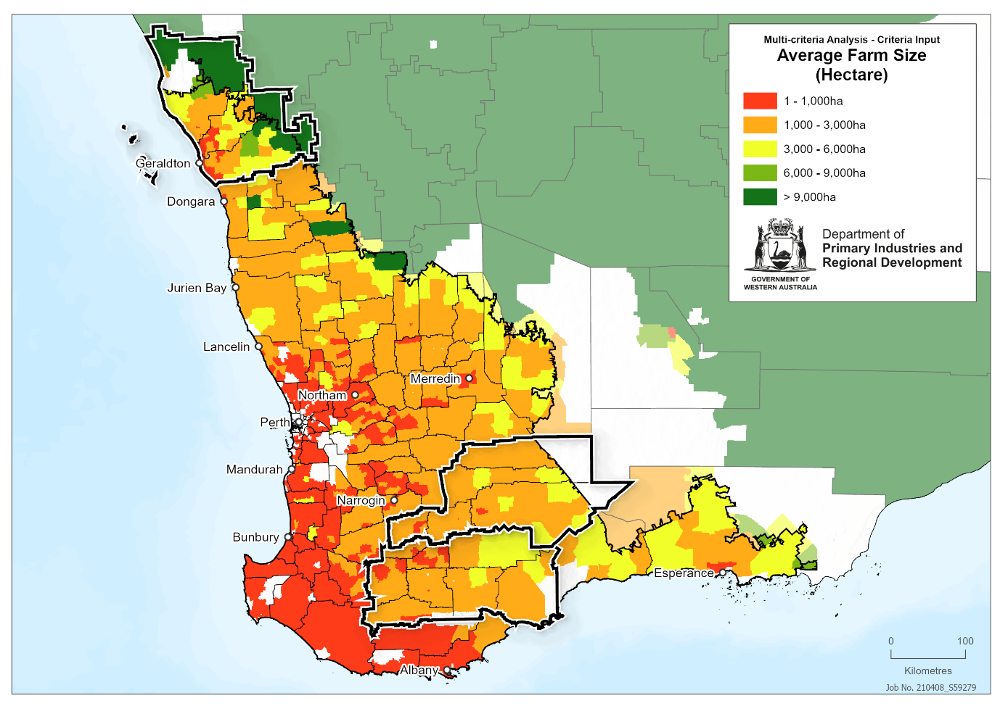 Multi-criteria Analysis - Criteria Input
Average Farm Size
(Hectare)
1 - 1,000ha
1,000 - 3,000ha
3,000 - 6,000ha
6,000 - 9,000ha
> 9,000ha
Department of
Primary Industries and
Regional Development
GOVERNMENT OF
WESTERN AUSTRALIA
Geraldton
Dongara
Jurien Bay
Lancelin
Merredin
Northam
Perth
Mandurah
Narrogin
Bunbury
Esperance
Albany
0 100
Kilometres
Job No. 210408_S59279